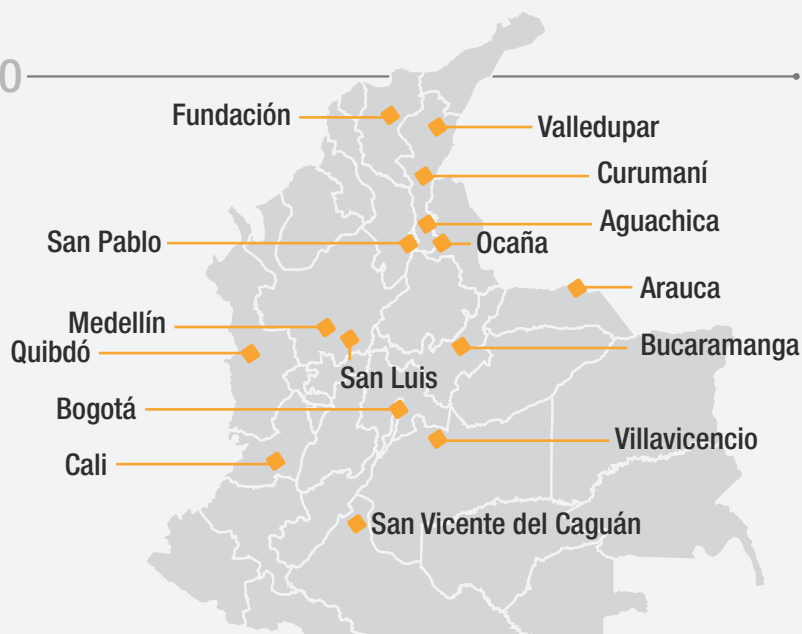 0
Fundación
Valledupar
Curumaní
Aguachica
San Pablo
Ocaña
Arauca
Medellín
Quibdó
Bucaramanga
San Luis
Bogotá
Villavicencio
Cali
San Vicente del Caguán